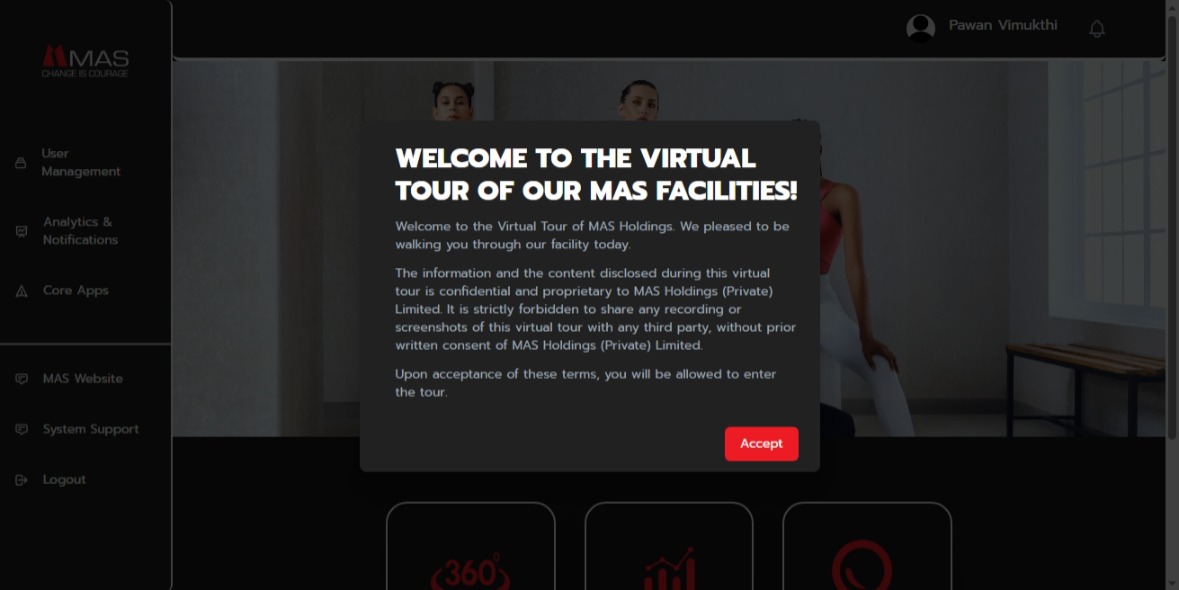 MAS
CHANGE IS COURAGE
Pawan Vimukthi
User
Management
Analytics &
Notifications
Core Apps
MAS Website
System Support
Logout
WELCOME TO THE VIRTUAL
TOUR OF OUR MAS FACILITIES!
Welcome to the Virtual Tour of MAS Holdings. We pleased to be
walking you through our facility today.
The information and the content disclosed during this virtual
tour is confidential and proprietary to MAS Holdings (Private)
Limited. It is strictly forbidden to share any recording or
screenshots of this virtual tour with any third party, without prior
written consent of MAS Holdings (Private) Limited.
Upon acceptance of these terms, you will be allowed to enter
the tour.
Accept
360°